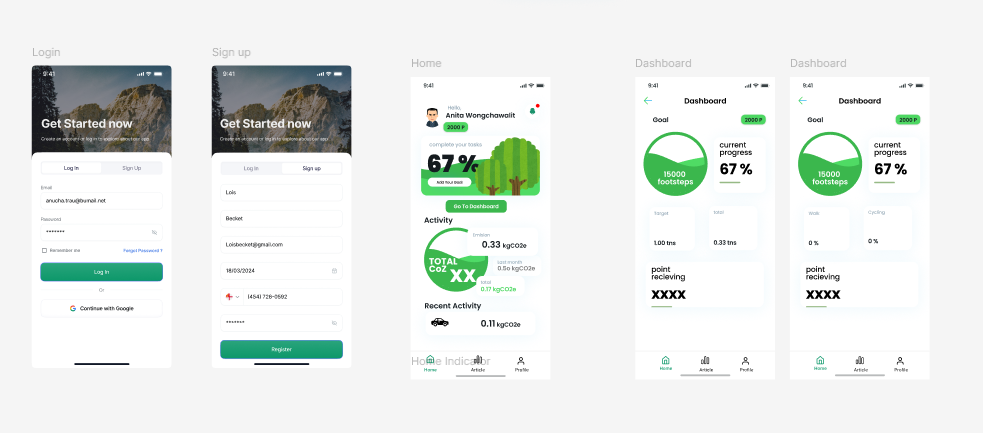 Login
9:41
Get Started now
Create an account or log in to explore about our app
Log In
Sign Up
Email
anucha.trau@bumail.net
Password
*******
Remember me
Forgot Password ?
Log In
Or
Continue with Google
Sign up
9:41
Get Started now
Create an account or log in to explore about our app
Log In
Sign up
Lois
Becket
Loisbecket@gmail.com
18/03/2024
(454) 726-0592
*******
Register
Home
9:41
Hello,
Anita Wongchawalit
2000 P
complete your tasks
67 %
Add Your Goal
Go To Dashboard
Activity
TOTAL
CoZ
XX
Emission
0.33 kgCO2e
Last month
0.5o kgCO2e
total
0.17 kgCO2e
Recent Activity
0.11 kgCO2e
Home Indicator
Home
Article
Profile
Dashboard
9:41
Dashboard
Goal
2000 P
15000
footsteps
current
progress
67 %
Target
1.00 tns
total
0.33 tns
point
recieving
XXXX
Home
Article
Profile
Dashboard
9:41
Dashboard
Goal
2000 P
15000
footsteps
current
progress
67 %
Walk
0 %
Cycling
0 %
point
recieving
XXXX
Home
Article
Profile